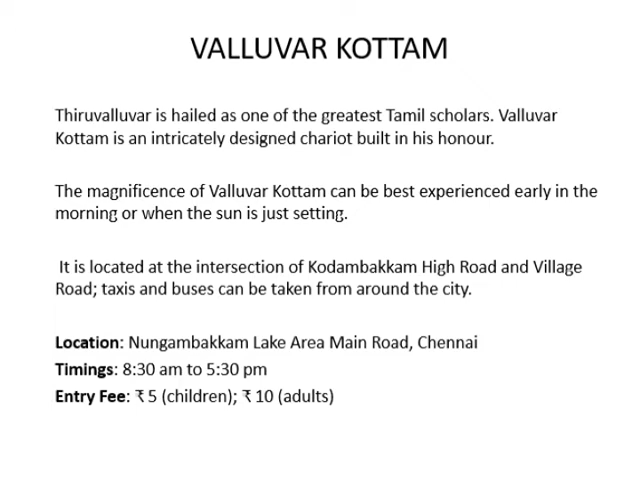 VALLUVAR KOTTAM
Thiruvalluvar is hailed as one of the greatest Tamil scholars. Valluvar
Kottam is an intricately designed chariot built in his honour.
The magnificence of Valluvar Kottam can be best experienced early in the
morning or when the sun is just setting.
It is located at the intersection of Kodambakkam High Road and Village
Road; taxis and buses can be taken from around the city.
Location: Nungambakkam Lake Area Main Road, Chennai
Timings: 8:30 am to 5:30 pm
Entry Fee: ₹ 5 (children); ₹ 10 (adults)